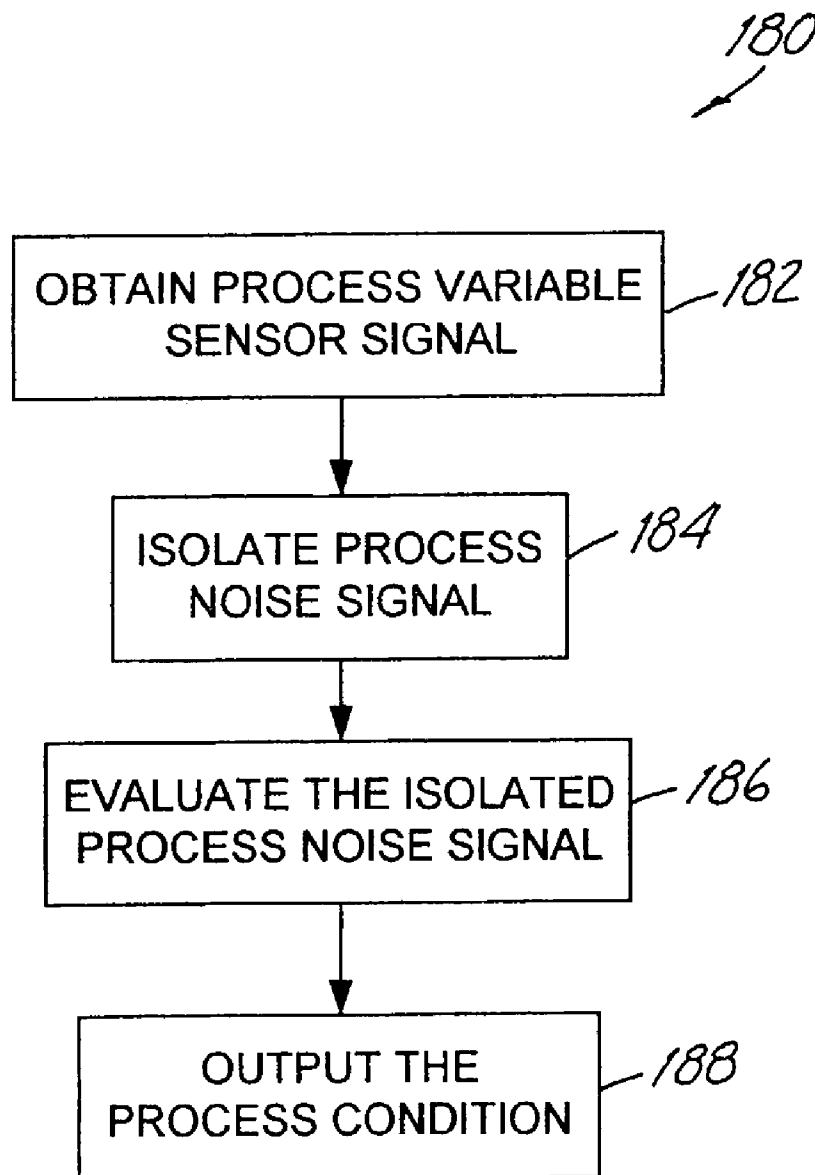 180
OBTAIN PROCESS VARIABLE
SENSOR SIGNAL
182
ISOLATE PROCESS
NOISE SIGNAL
184
EVALUATE THE ISOLATED
PROCESS NOISE SIGNAL
186
OUTPUT THE
PROCESS CONDITION
188